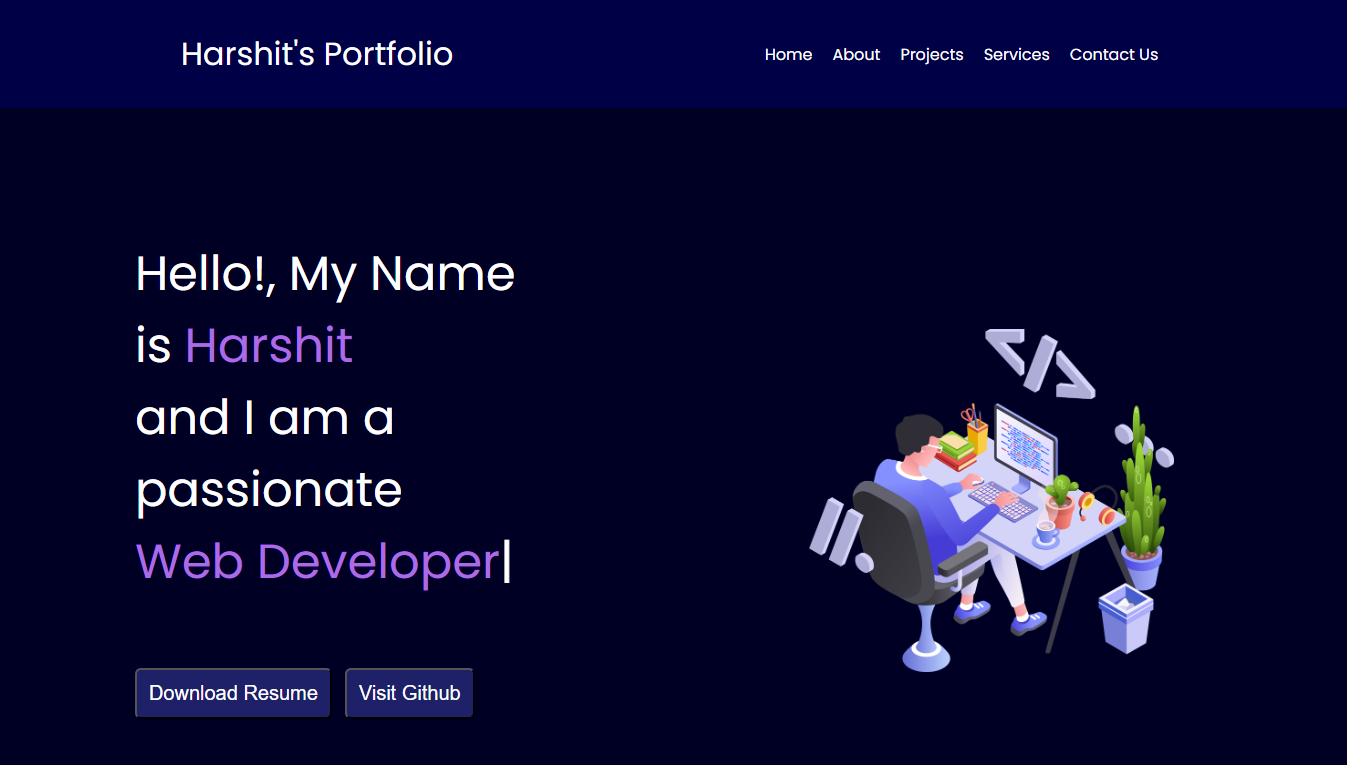 Harshit's Portfolio
Home About Projects Services Contact Us
Hello!, My Name
is Harshit
and I am a
passionate
Web Developer|
Download Resume Visit Github